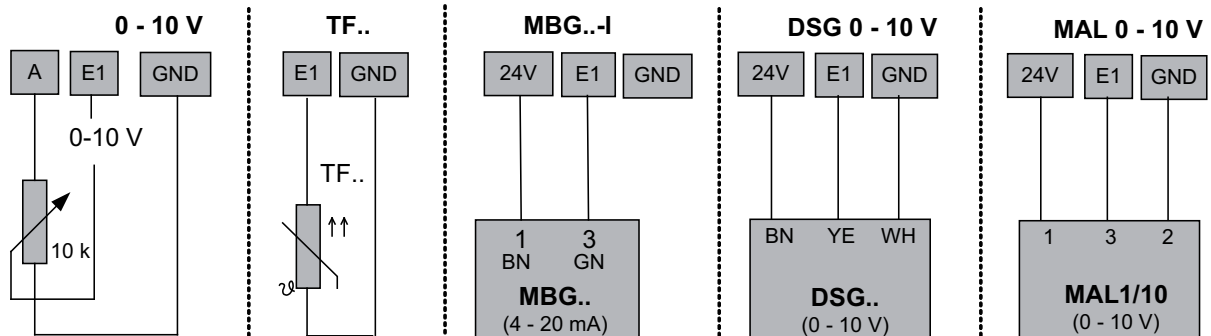 0 - 10 V
A E1 GND
0-10 V
10 k
TF..
E1 GND
TF..
ϑ
MBG..-I
24V E1 GND
1 3
BN GN
MBG..
(4 - 20 mA)
DSG 0 - 10 V
24V E1 GND
BN YE WH
DSG..
(0 - 10 V)
MAL 0 - 10 V
24V E1 GND
1 3 2
MAL1/10
(0 - 10 V)